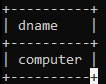 +----------+
| dname    |
+----------+
| computer |
+----------+